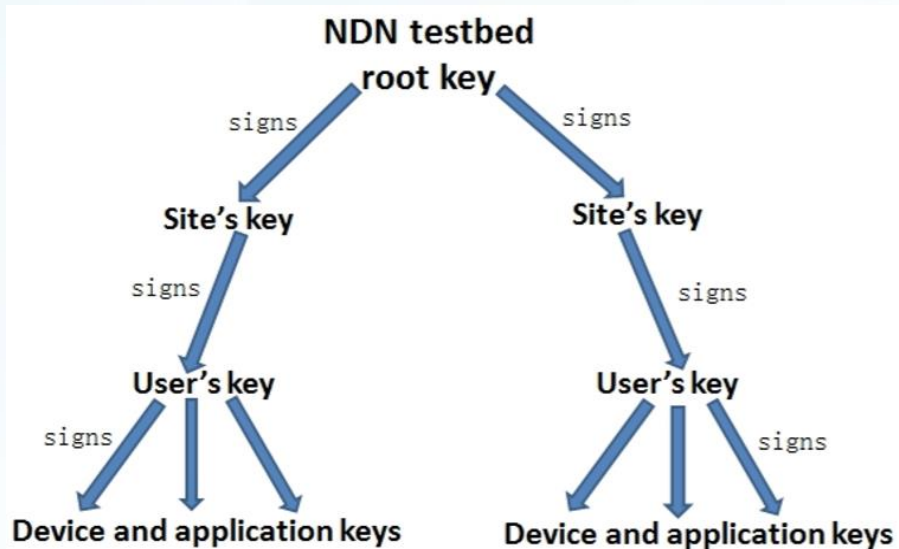 NDN testbed
root key
signs
signs
Site's key
Site's key
signs
signs
User's key
User's key
signs
signs
Device and application keys
Device and application keys